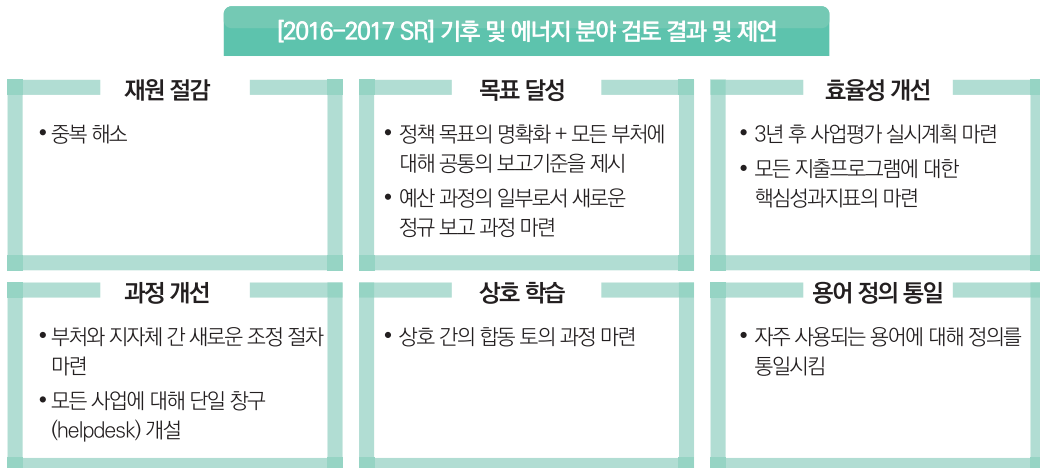 [2016-2017 SR] 기후 및 에너지 분야 검토 결과 및 제언
재원 절감
• 중복 해소
목표 달성
• 정책 목표의 명확화 + 모든 부처에
대해 공통의 보고기준을 제시
• 예산 과정의 일부로서 새로운
정규 보고 과정 마련
효율성 개선
• 3년 후 사업평가 실시계획 마련
• 모든 지출프로그램에 대한
핵심성과지표의 마련
과정 개선
• 부처와 지자체 간 새로운 조정 절차
마련
• 모든 사업에 대해 단일 창구
(helpdesk) 개설
상호 학습
• 상호 간의 합동 토의 과정 마련
용어 정의 통일
• 자주 사용되는 용어에 대해 정의를
통일시킴